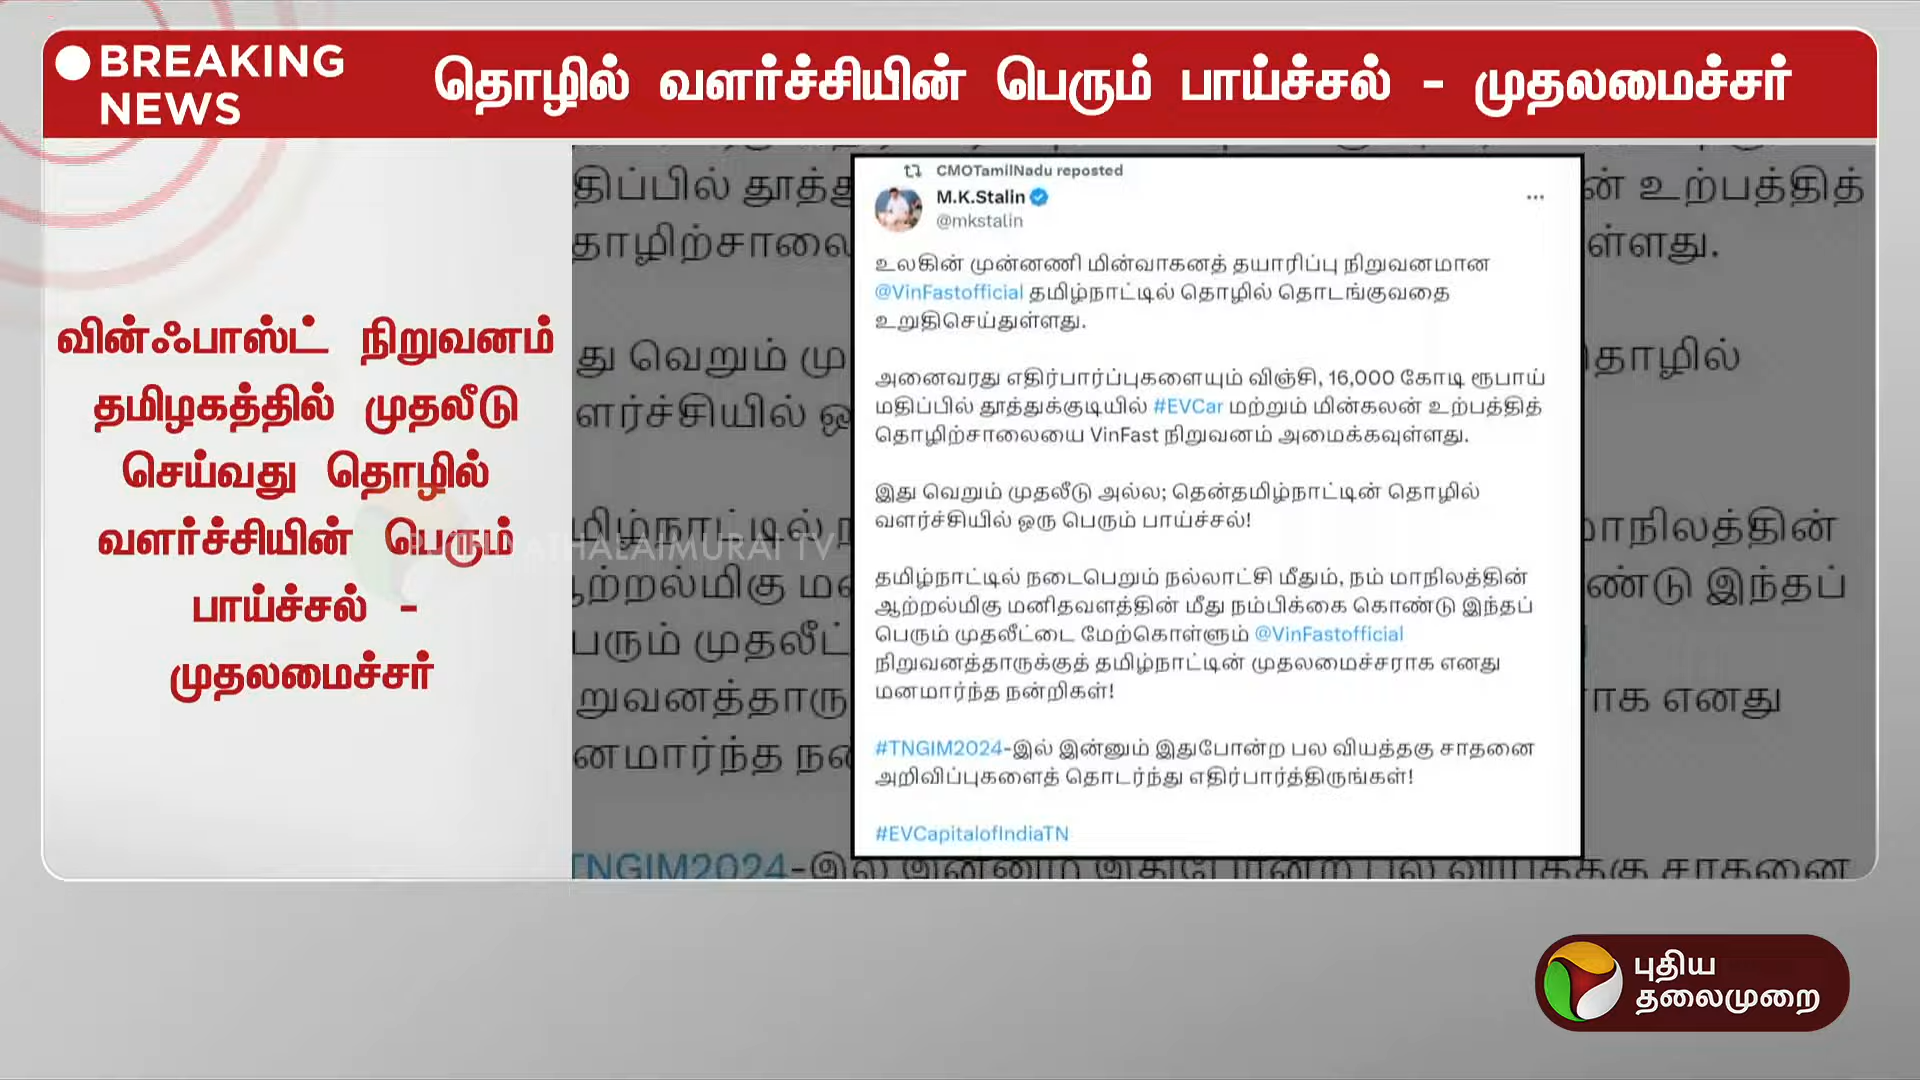 BREAKING
NEWS
தொழில் வளர்ச்சியின் பெரும் பாய்ச்சல் - முதலமைச்சர்
வின்ஃபாஸ்ட் நிறுவனம்
தமிழகத்தில் முதலீடு
செய்வது தொழில்
வளர்ச்சியின் பெரும்
பாய்ச்சல் -
முதலமைச்சர்
CMOTamilNadu reposted
M.K.Stalin
@mkstalin
உலகின் முன்னணி மின்வாகனத் தயாரிப்பு நிறுவனமான
@VinFastofficial தமிழ்நாட்டில் தொழில் தொடங்குவதை
உறுதிசெய்துள்ளது.
அனைவரது எதிர்பார்ப்புகளையும் விஞ்சி, 16,000 கோடி ரூபாய்
மதிப்பில் தூத்துக்குடியில் #EVCar மற்றும் மின்கலன் உற்பத்தித்
தொழிற்சாலையை VinFast நிறுவனம் அமைக்கவுள்ளது.
இது வெறும் முதலீடு அல்ல; தென்தமிழ்நாட்டின் தொழில்
வளர்ச்சியில் ஒரு பெரும் பாய்ச்சல்!
தமிழ்நாட்டில் நடைபெறும் நல்லாட்சி மீதும், நம் மாநிலத்தின்
ஆற்றல்மிகு மனிதவளத்தின் மீது நம்பிக்கை கொண்டு இந்தப்
பெரும் முதலீட்டை மேற்கொள்ளும் @VinFastofficial
நிறுவனத்தாருக்குத் தமிழ்நாட்டின் முதலமைச்சராக எனது
மனமார்ந்த நன்றிகள்!
#TNGIM2024-இல் இன்னும் இதுபோன்ற பல வியத்தகு சாதனை
அறிவிப்புகளைத் தொடர்ந்து எதிர்பார்த்திருங்கள்!
#EVCapitalofIndiaTN
புதிய
தலைமுறை